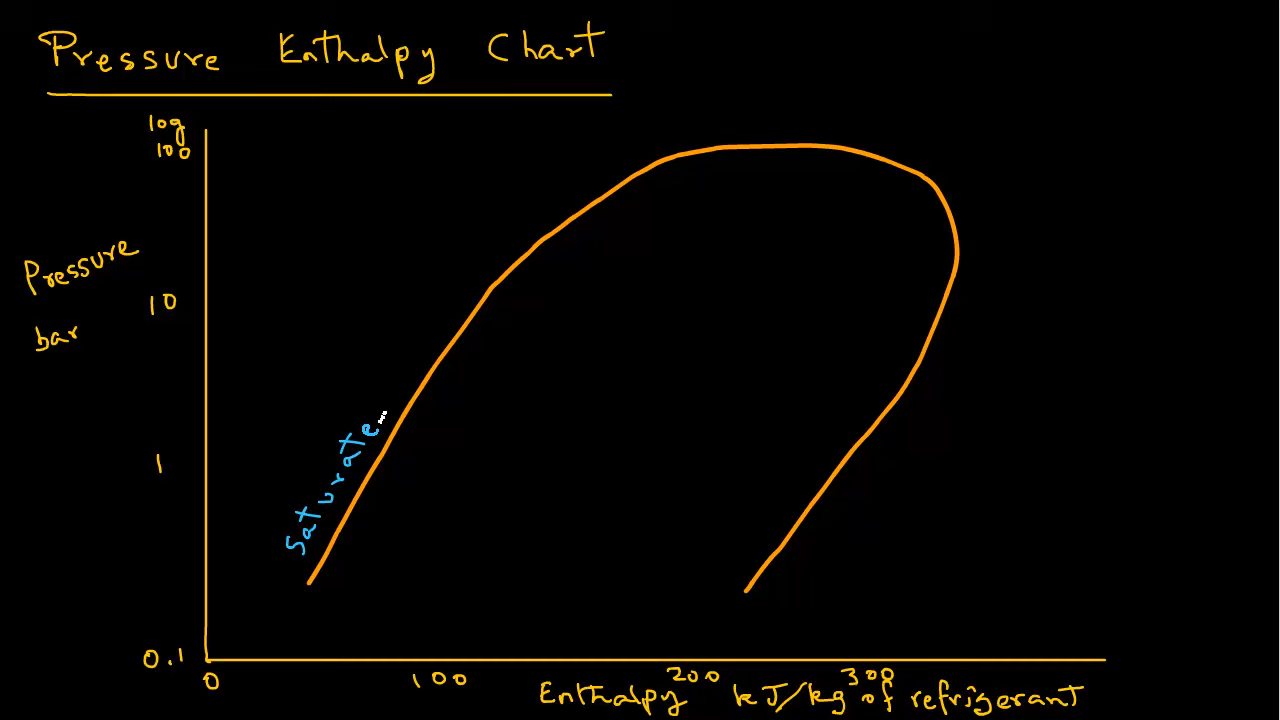 Pressure Enthalpy Chart
log
100
Pressure
bar
10
1
Saturate
0.1
0 100 200 300
Enthalpy kJ/kg of refrigerant